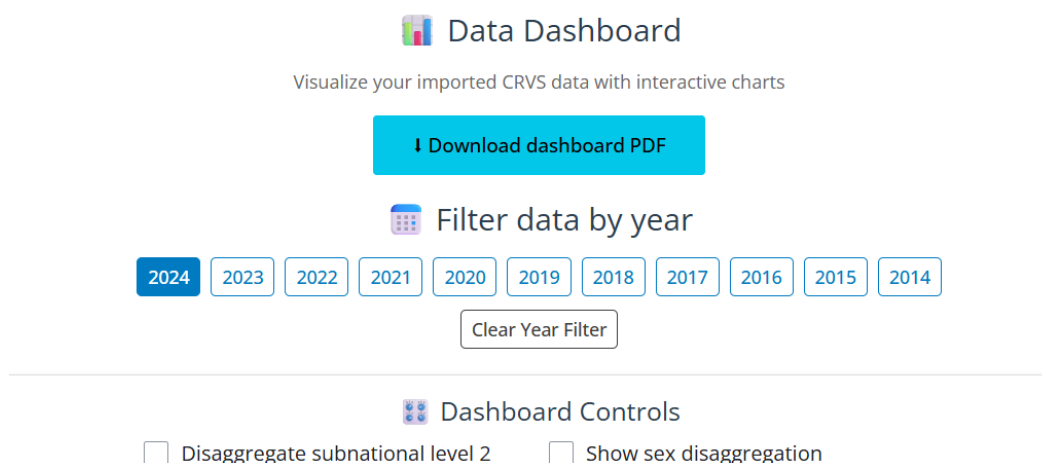 Data Dashboard
Visualize your imported CRVS data with interactive charts
⬇ Download dashboard PDF
Filter data by year
2024 2023 2022 2021 2020 2019 2018 2017 2016 2015 2014
Clear Year Filter
Dashboard Controls
Disaggregate subnational level 2 Show sex disaggregation